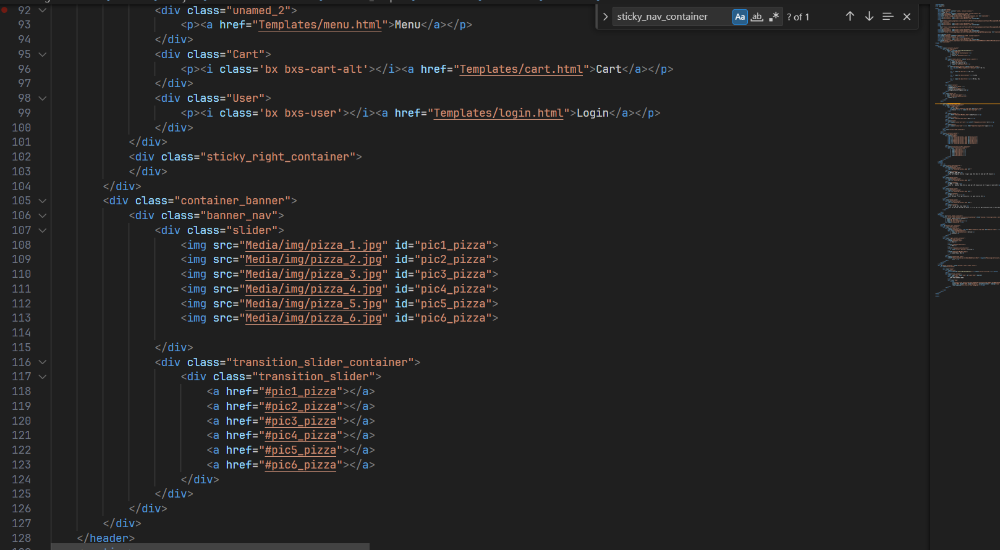 sticky_nav_container Aa ab .* ? of 1
92 <div class="unamed_2">
93 <p><a href="Templates/menu.html">Menu</a></p>
94 </div>
95 <div class="Cart">
96 <p><i class='bx bxs-cart-alt'></i><a href="Templates/cart.html">Cart</a></p>
97 </div>
98 <div class="User">
99 <p><i class='bx bxs-user'></i><a href="Templates/login.html">Login</a></p>
100 </div>
101 </div>
102 <div class="sticky_right_container">
103 </div>
104 </div>
105 <div class="container_banner">
106 <div class="banner_nav">
107 <div class="slider">
108 <img src="Media/img/pizza_1.jpg" id="pic1_pizza">
109 <img src="Media/img/pizza_2.jpg" id="pic2_pizza">
110 <img src="Media/img/pizza_3.jpg" id="pic3_pizza">
111 <img src="Media/img/pizza_4.jpg" id="pic4_pizza">
112 <img src="Media/img/pizza_5.jpg" id="pic5_pizza">
113 <img src="Media/img/pizza_6.jpg" id="pic6_pizza">
114
115 </div>
116 <div class="transition_slider_container">
117 <div class="transition_slider">
118 <a href="#pic1_pizza"></a>
119 <a href="#pic2_pizza"></a>
120 <a href="#pic3_pizza"></a>
121 <a href="#pic4_pizza"></a>
122 <a href="#pic5_pizza"></a>
123 <a href="#pic6_pizza"></a>
124 </div>
125 </div>
126 </div>
127 </div>
128 </header>